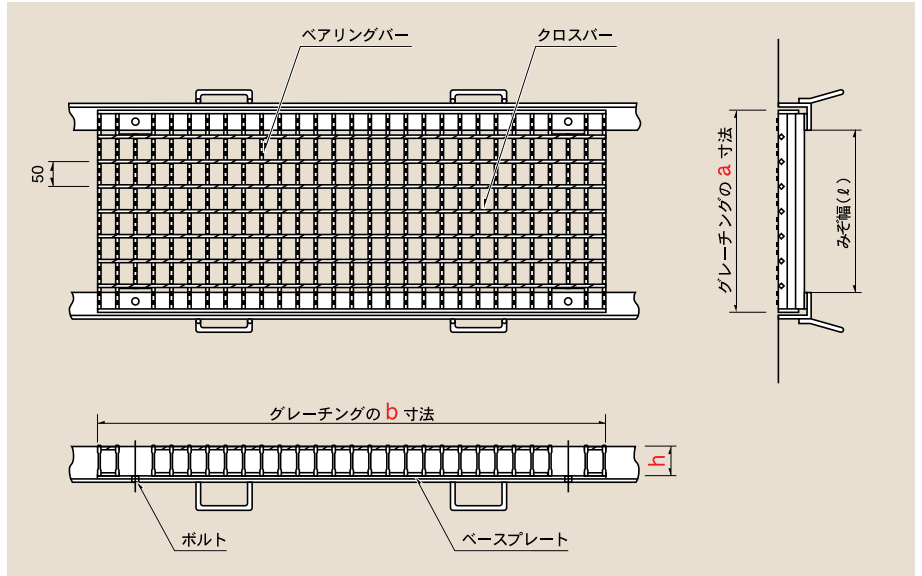 ベアリングバー
クロスバー
50
グレーチングの a 寸法
みぞ幅(ℓ)
グレーチングの b 寸法
h
ボルト
ベースプレート